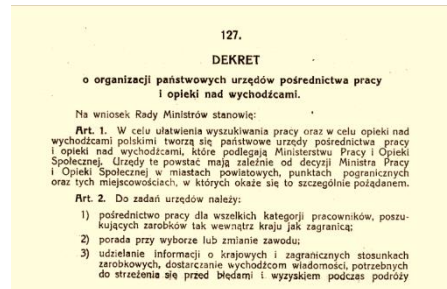 127.
DEKRET
o organizacji państwowych urzędów pośrednictwa pracy
i opieki nad wychodźcami.
Na wniosek Rady Ministrów stanowię:
Art. 1. W celu ułatwienia wyszukiwania pracy oraz w celu opieki nad
wychodźcami polskimi tworzą się państwowe urzędy pośrednictwa pracy
i opieki nad wychodźcami, które podlegają Ministerstwu Pracy i Opieki
Społecznej. Urzędy te powstać mają zależnie od decyzji Ministra Pracy
i Opieki Społecznej w miastach powiatowych, punktach pogranicznych
oraz tych miejscowościach, w których okaże się to szczególnie pożądanem.
Art. 2. Do zadań urzędów należy:
1) pośrednictwo pracy dla wszelkich kategorji pracowników, poszu-
kujących zarobków tak wewnątrz kraju jak zagranicą;
2) porada przy wyborze lub zmianie zawodu;
3) udzielanie informacji o krajowych i zagranicznych stosunkach
zarobkowych, dostarczanie wychodźcom wiadomości, potrzebnych
do strzeżenia się przed błędami i wyzyskiem podczas podróży